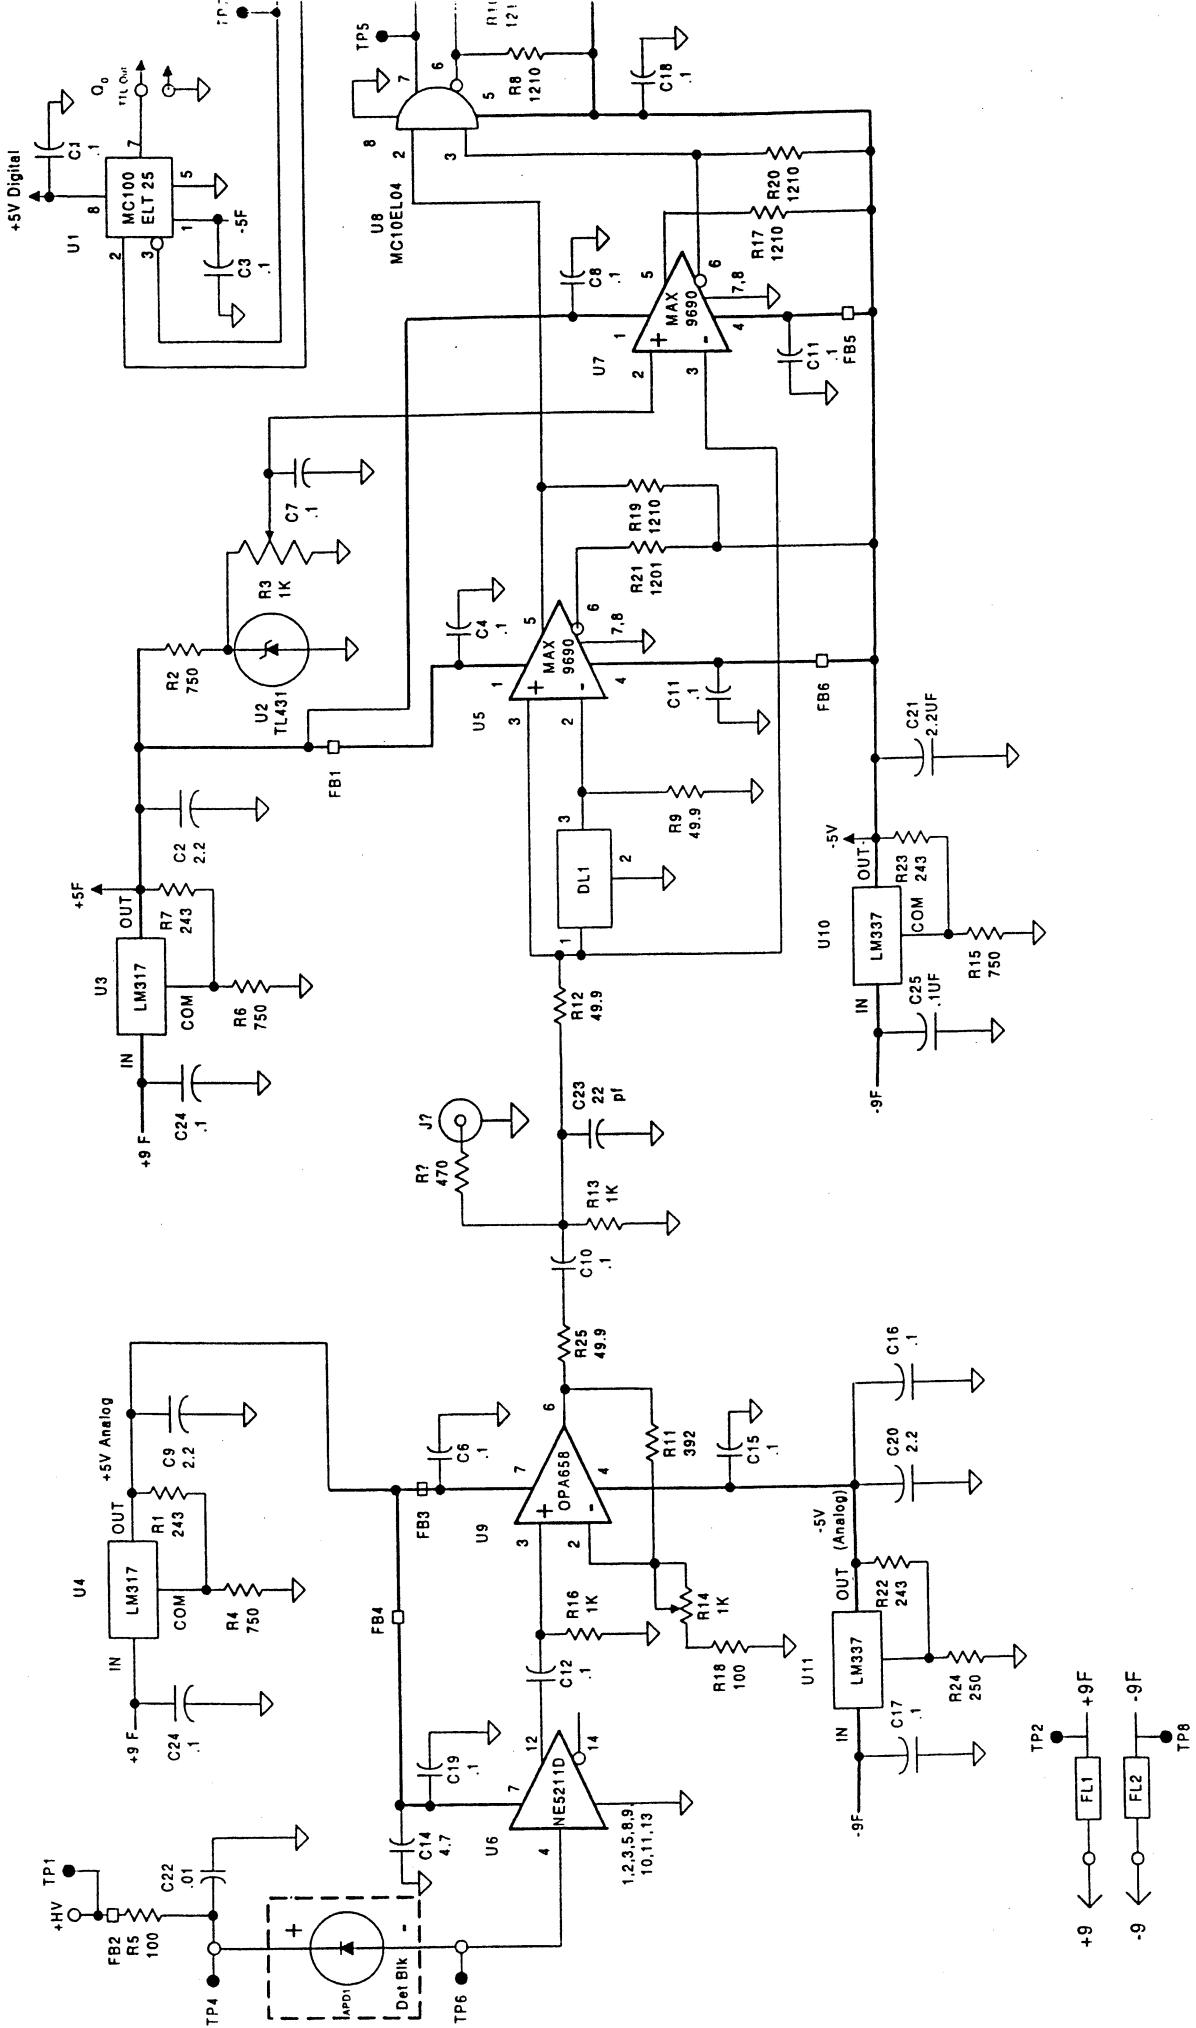 +HV
TP1
FB2
R5
100
C22
.01
TP4
+
-
APD1
Det Blk
TP6
C14
4.7
C19
.1
U6
NE5211D
7
4
12
14
1,2,3,5,8,9,
10,11,13
FB4
+9 F
C24
.1
IN
U4
LM317
COM
OUT
R4
750
R1
243
+5V Analog
C9
2.2
FB3
C6
.1
C12
.1
R16
1K
U9
OPA658
+
-
3
2
7
4
6
R11
392
R14
1K
R18
100
C15
.1
-5V
(Analog)
C20
2.2
C16
.1
U11
LM337
IN
OUT
R22
243
R24
250
C17
.1
-9F
TP2
+9F
FL1
+9
-9F
TP8
FL2
-9
R25
49.9
C10
.1
R13
1K
R?
470
J?
C23
22
pf
R12
49.9
+9 F
C24
.1
IN
U3
LM317
COM
OUT
R6
750
R7
243
+5F
C2
2.2
FB1
R2
750
U2
TL431
R3
1K
C7
.1
DL1
1
2
3
R9
49.9
U5
MAX
9690
+
-
3
2
1
4
5
6
7,8
C4
.1
C11
.1
FB6
R21
1201
R19
1210
-9F
IN
C25
.1UF
U10
LM337
COM
OUT
R15
750
R23
243
-5V
C21
2.2UF
U7
MAX
9690
+
-
2
3
1
4
5
6
7,8
C8
.1
C11
.1
FB5
R17
1210
R20
1210
U8
MC10EL04
8
2
3
7
6
5
TP5
R8
1210
C18
.1
+5V Digital
C1
.1
U1
MC100
ELT 25
8
2
3
1
5
7
-5F
C3
.1
TTL Out